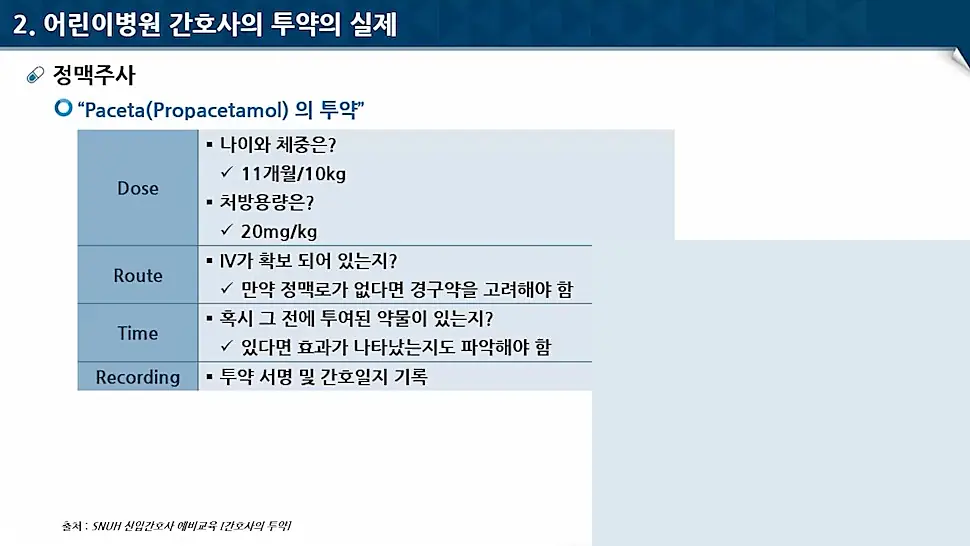 2. 어린이병원 간호사의 투약의 실제
정맥주사
“Paceta(Propacetamol) 의 투약”
Dose
▪ 나이와 체중은?
✓ 11개월/10kg
▪ 처방용량은?
✓ 20mg/kg
Route
▪ IV가 확보 되어 있는지?
✓ 만약 정맥로가 없다면 경구약을 고려해야 함
Time
▪ 혹시 그 전에 투여된 약물이 있는지?
✓ 있다면 효과가 나타났는지도 파악해야 함
Recording
▪ 투약 서명 및 간호일지 기록
출처 : SNUH 신입간호사 예비교육 [간호사의 투약]